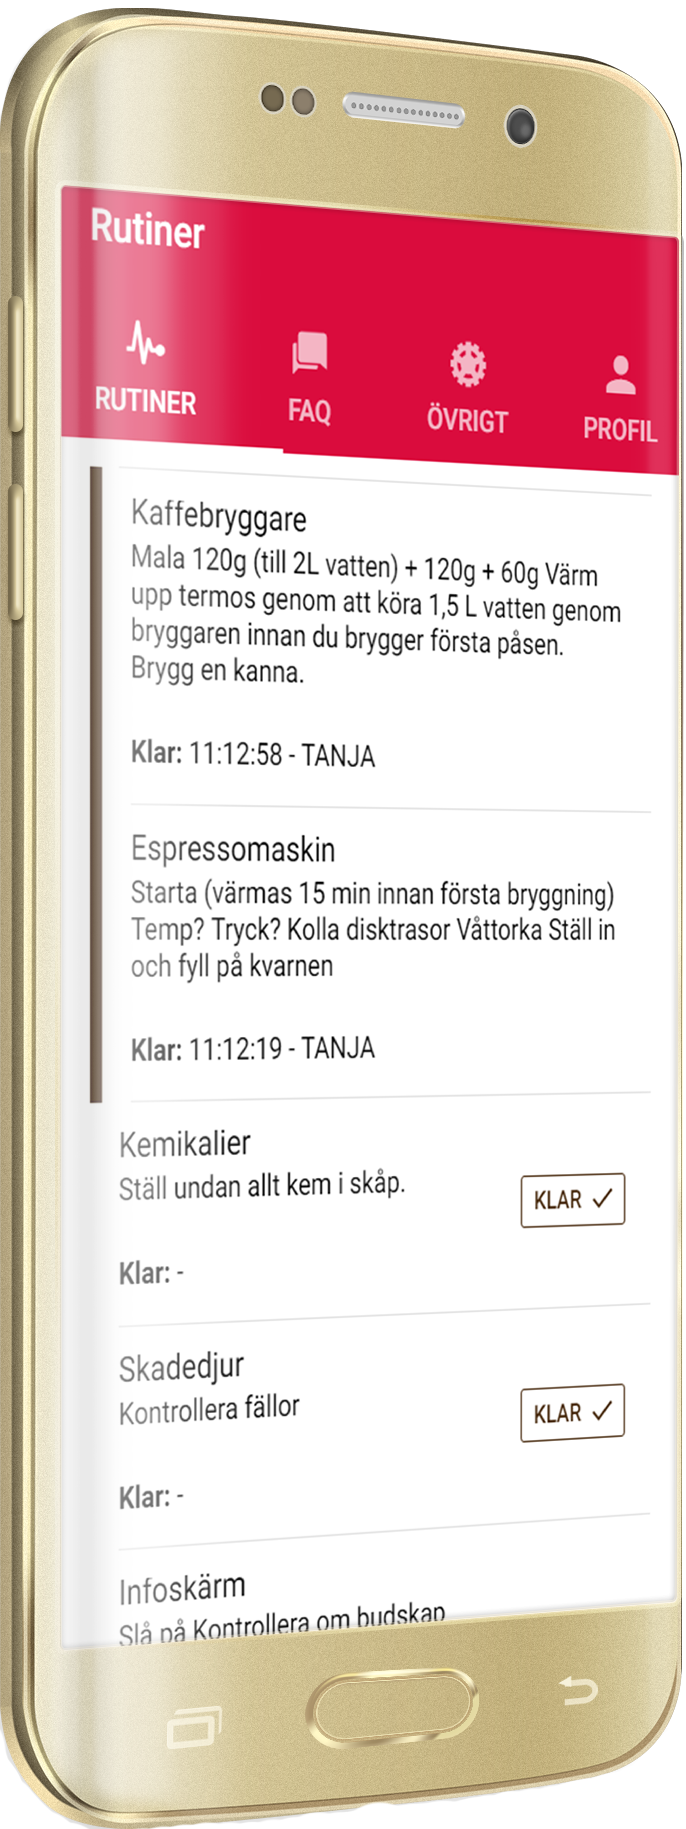 Rutiner
RUTINER
FAQ
ÖVRIGT
PROFIL
Kaffebryggare
Mala 120g (till 2L vatten) + 120g + 60g Värm
upp termos genom att köra 1,5 L vatten genom
bryggaren innan du brygger första påsen.
Brygg en kanna.
Klar: 11:12:58 - TANJA
Espressomaskin
Starta (värmas 15 min innan första bryggning)
Temp? Tryck? Kolla disktrasor Våttorka Ställ in
och fyll på kvarnen
Klar: 11:12:19 - TANJA
Kemikalier
Ställ undan allt kem i skåp.
KLAR ✓
Klar: -
Skadedjur
Kontrollera fällor
KLAR ✓
Klar: -
Infoskärm
Slå på Kontrollera om budskap